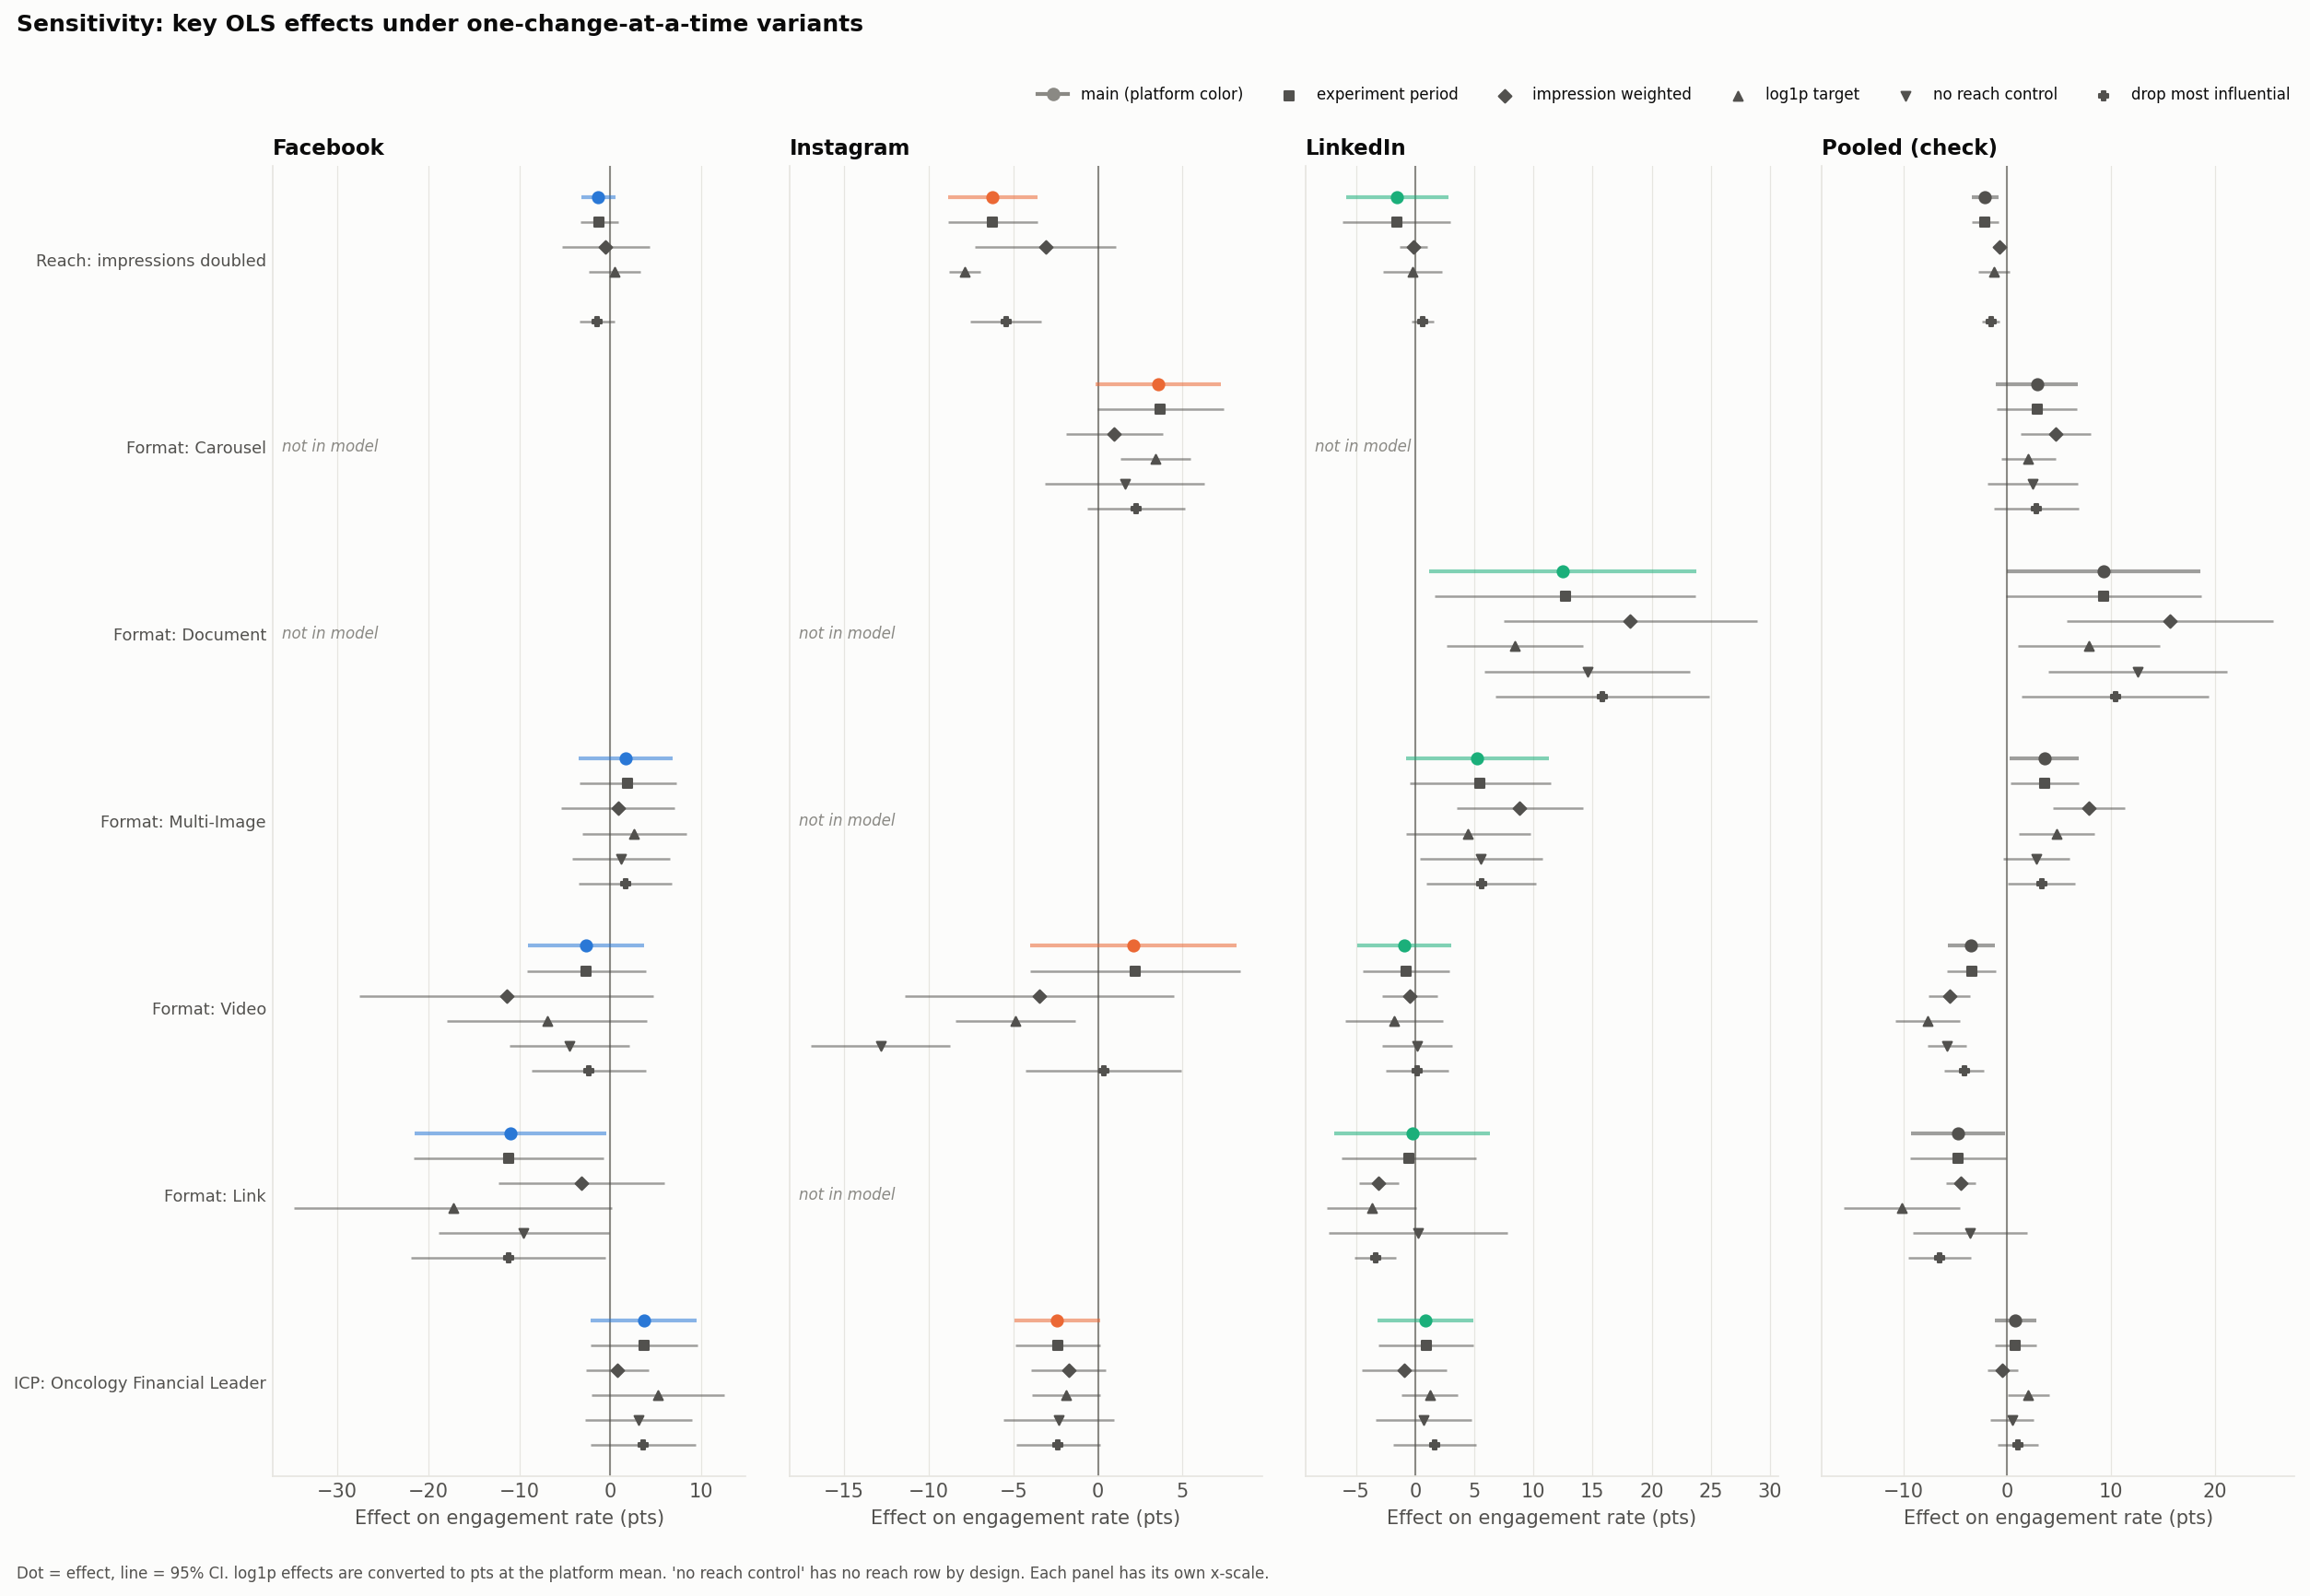 Sensitivity: key OLS effects under one-change-at-a-time variants
main (platform color) experiment period impression weighted log1p target no reach control drop most influential
Facebook Instagram LinkedIn Pooled (check)
Reach: impressions doubled
Format: Carousel
not in model
not in model
Format: Document
not in model
not in model
Format: Multi-Image
not in model
Format: Video
Format: Link
not in model
ICP: Oncology Financial Leader
−30 −20 −10 0 10 −15 −10 −5 0 5 −5 0 5 10 15 20 25 30 −10 0 10 20
Effect on engagement rate (pts) Effect on engagement rate (pts) Effect on engagement rate (pts) Effect on engagement rate (pts)
Dot = effect, line = 95% CI. log1p effects are converted to pts at the platform mean. 'no reach control' has no reach row by design. Each panel has its own x-scale.